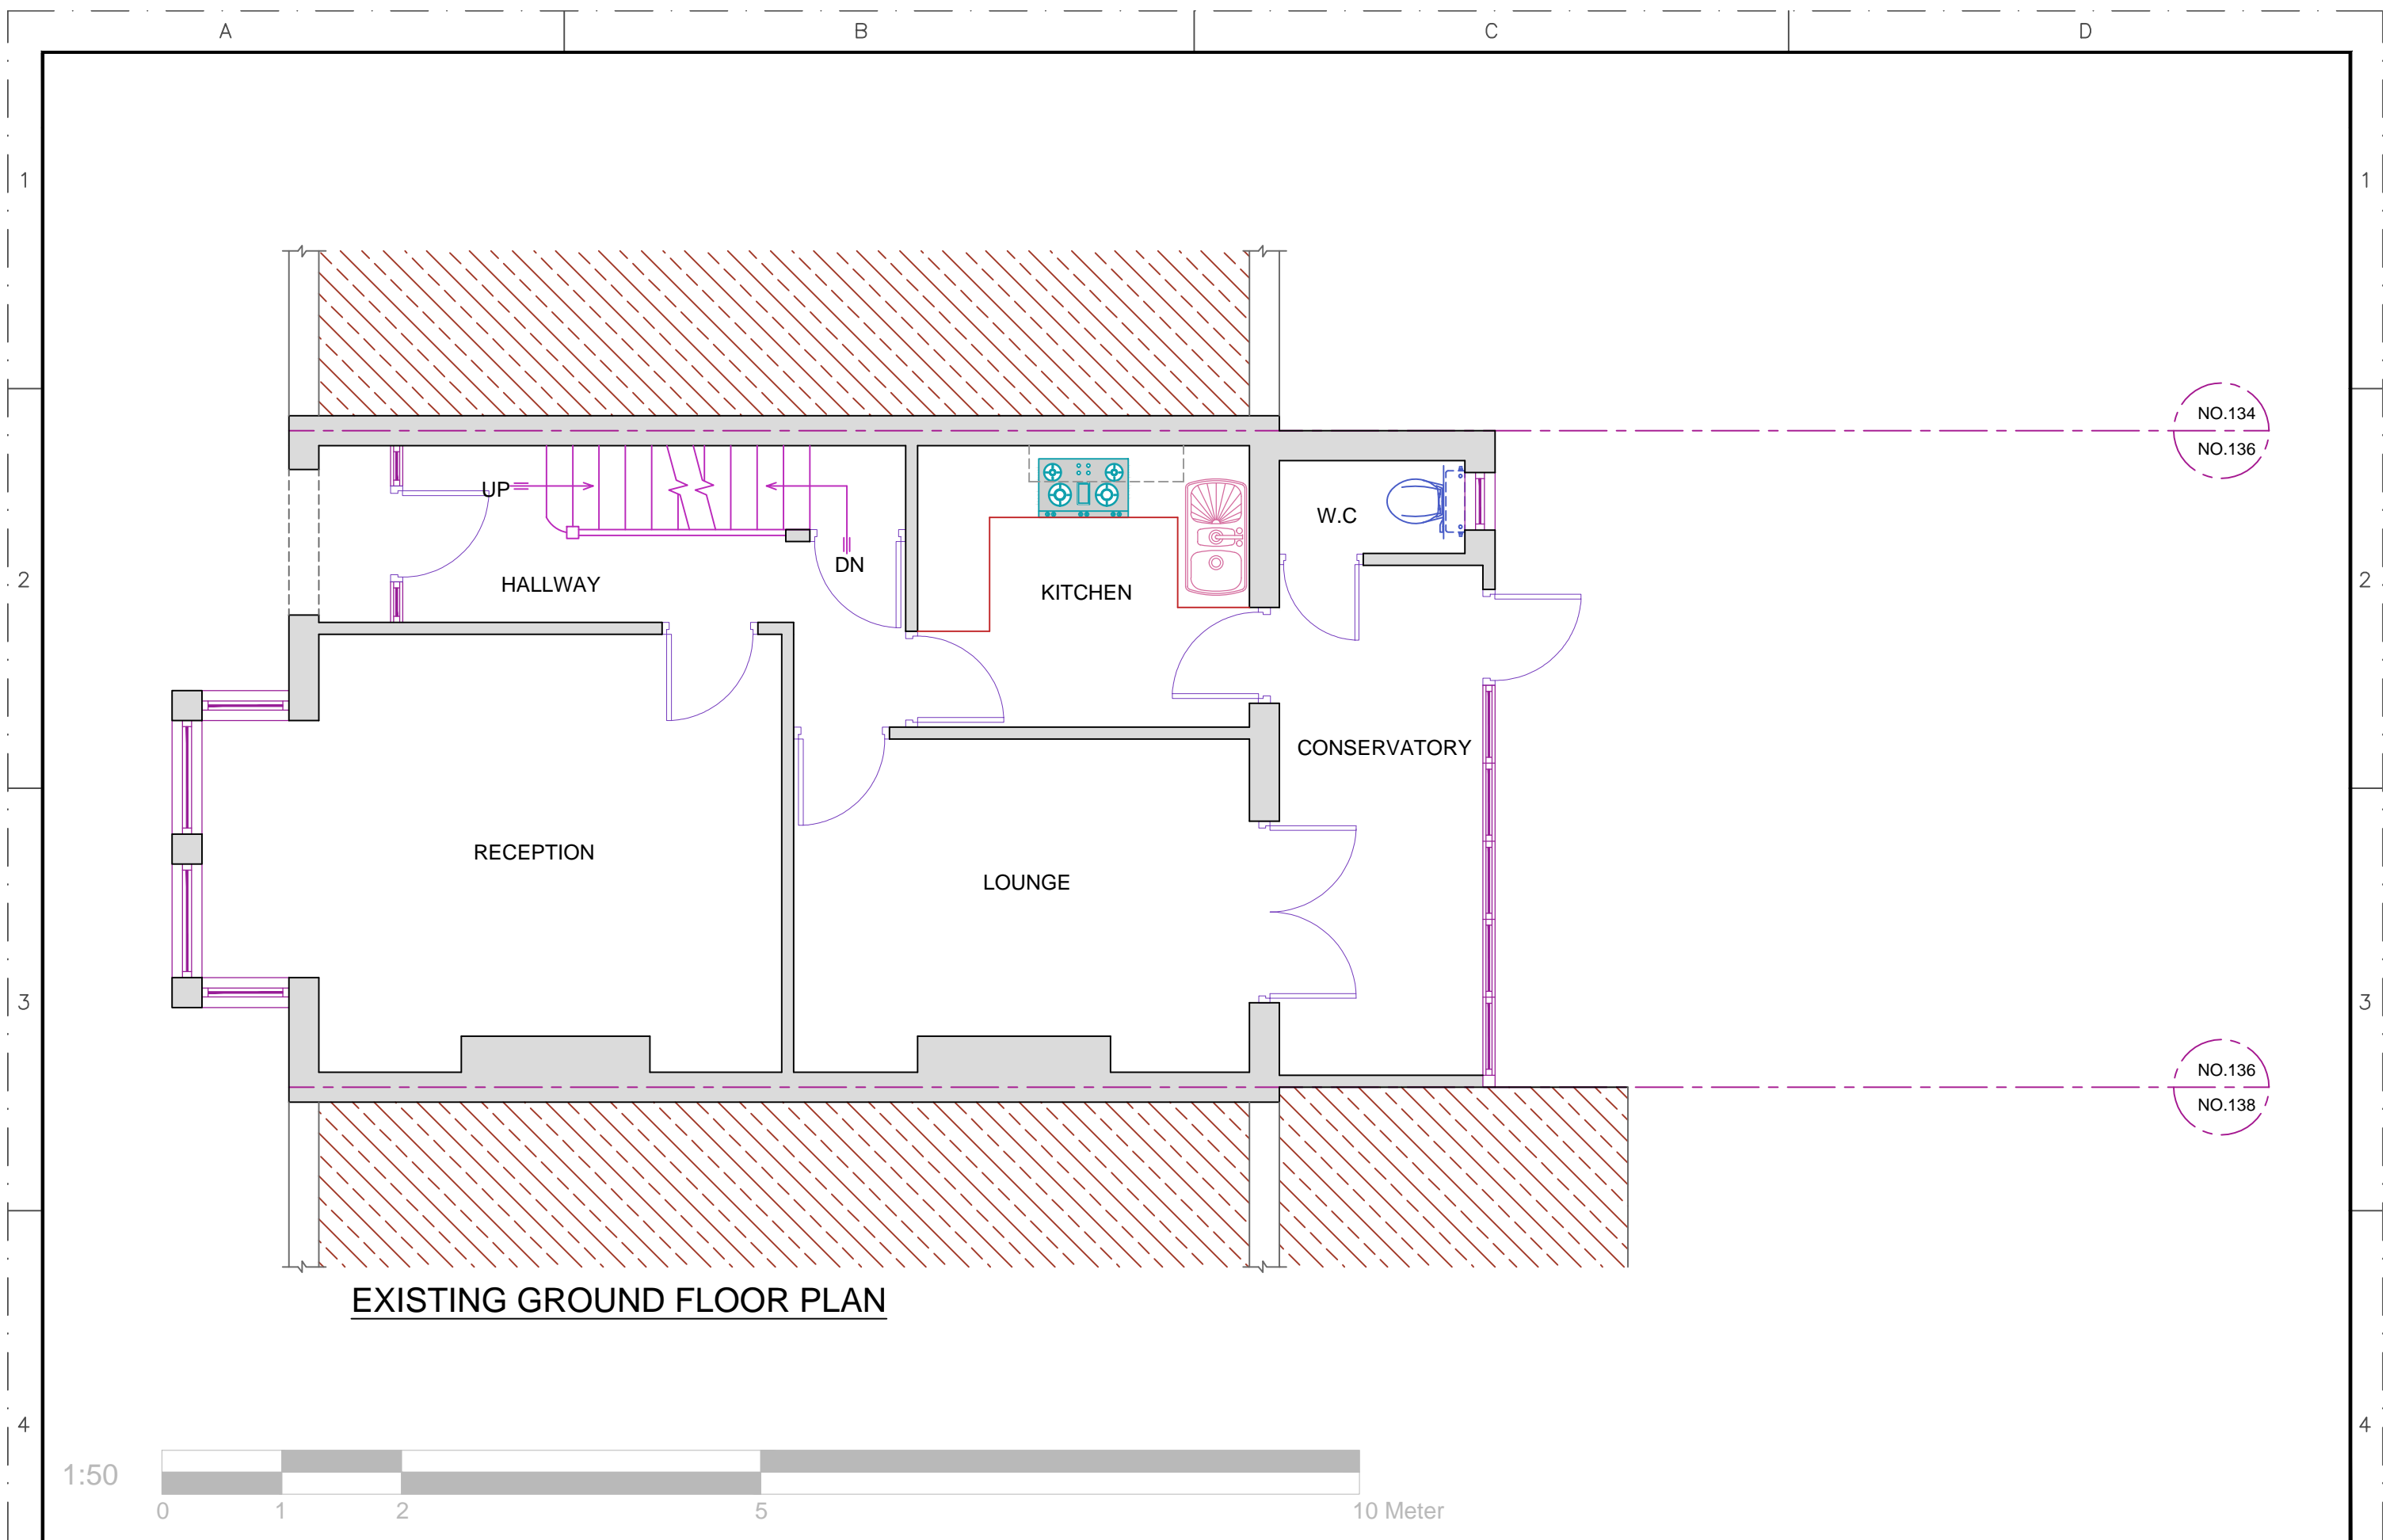 A
B
C
D
1
1
NO.134
NO.136
UP
W.C
DN
2
HALLWAY
KITCHEN
2
CONSERVATORY
RECEPTION
LOUNGE
3
3
NO.136
NO.138
EXISTING GROUND FLOOR PLAN
4
4
1:50
0 1 2 5 10 Meter